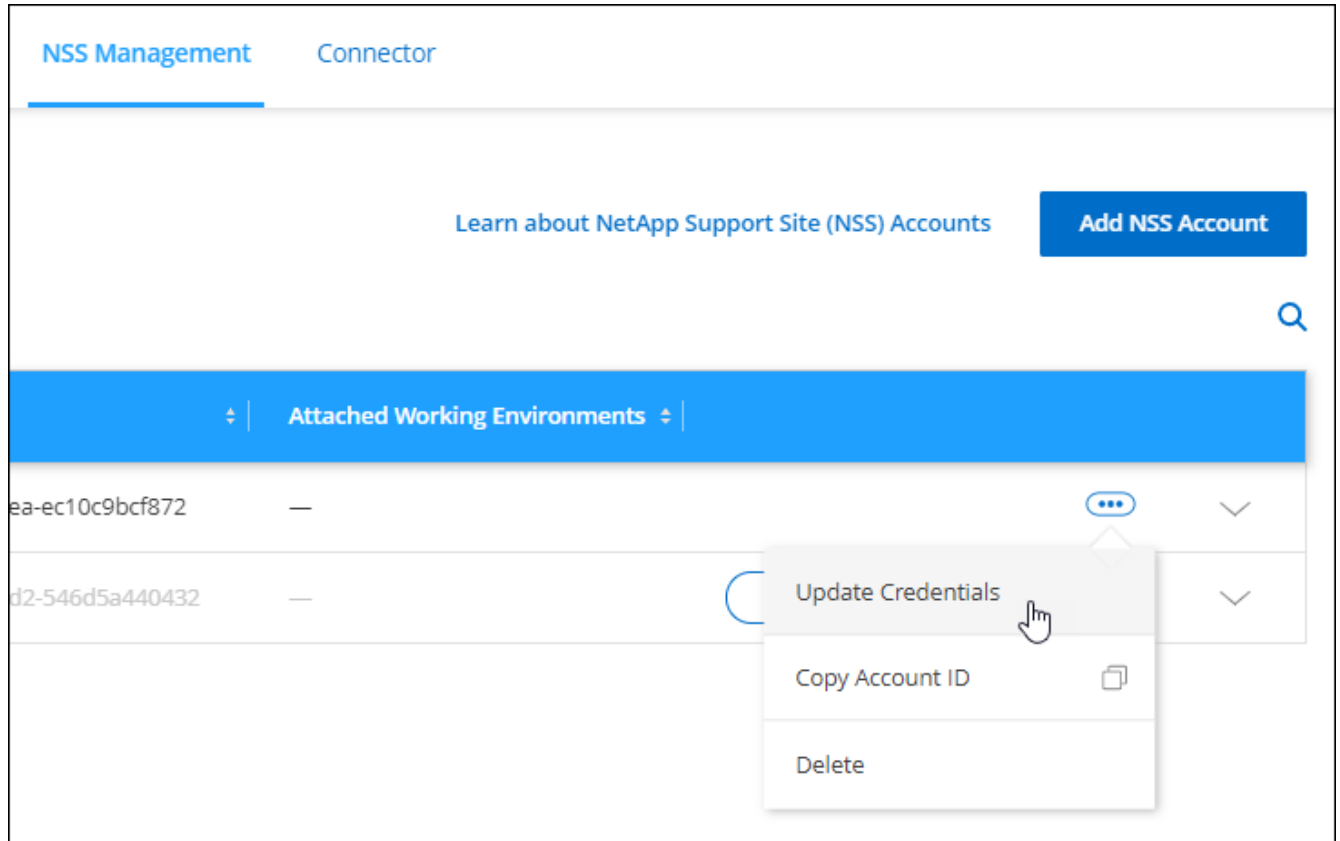 NSS Management Connector
Learn about NetApp Support Site (NSS) Accounts Add NSS Account
Attached Working Environments
ea-ec10c9bcf872 —
d2-546d5a440432 —
Update Credentials
Copy Account ID
Delete